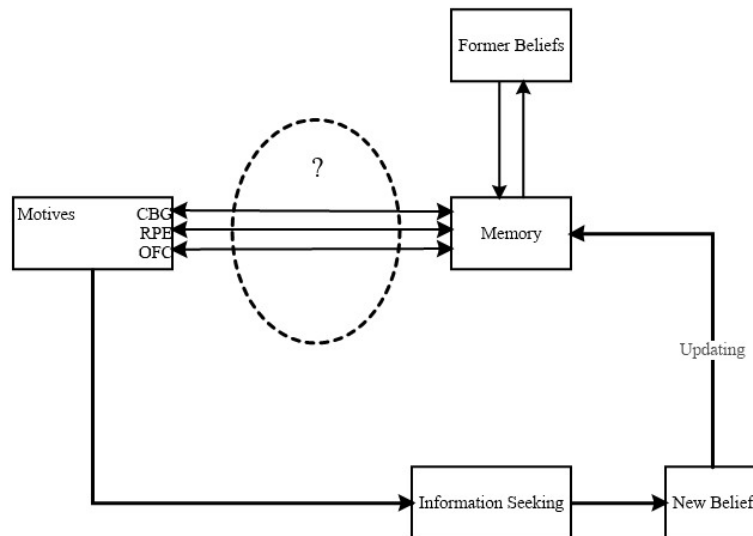 Former Beliefs
?
Motives
CBG
RPE
OFC
Memory
Updating
Information Seeking
New Belief